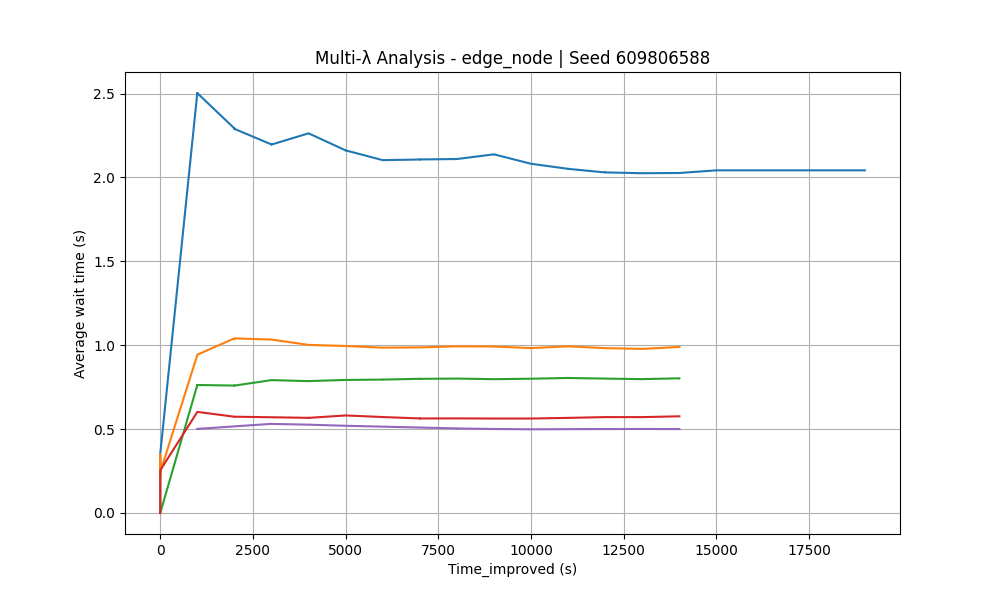 Multi-λ Analysis - edge_node | Seed 609806588
2.5
2.0
1.5
1.0
0.5
0.0
Average wait time (s)
0 2500 5000 7500 10000 12500 15000 17500
Time_improved (s)